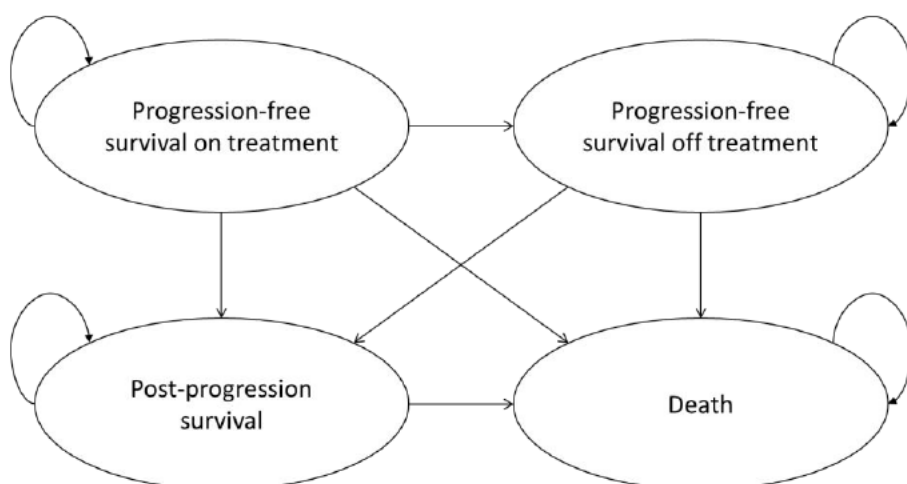 Progression-free
survival on treatment
Progression-free
survival off treatment
Post-progression
survival
Death